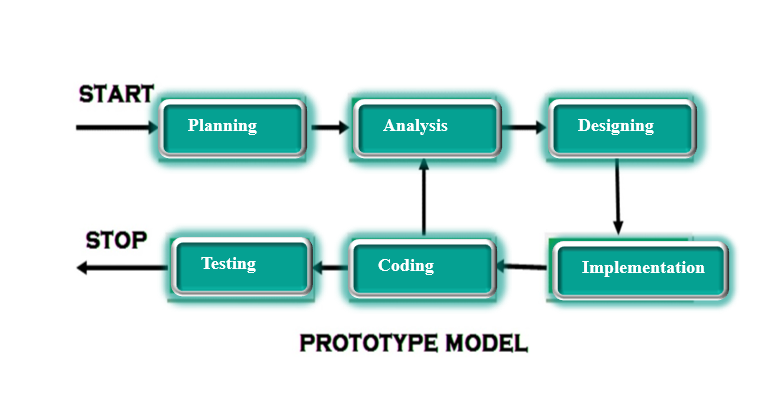 START
Planning
Analysis
Designing
STOP
Testing
Coding
Implementation
PROTOTYPE MODEL